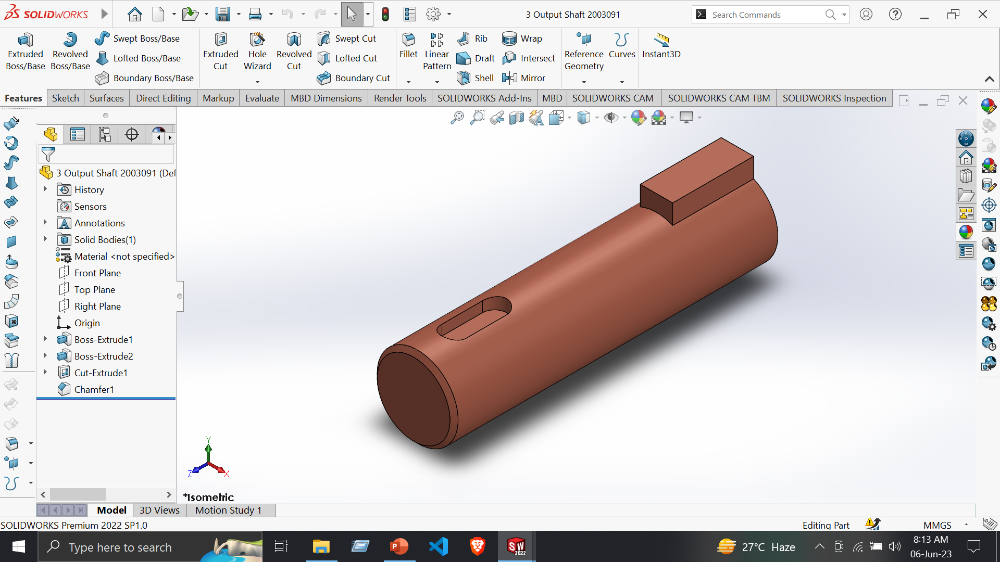 SOLIDWORKS
3 Output Shaft 2003091
Search Commands
Extruded Boss/Base
Revolved Boss/Base
Swept Boss/Base
Lofted Boss/Base
Boundary Boss/Base
Extruded Cut
Hole Wizard
Revolved Cut
Swept Cut
Lofted Cut
Boundary Cut
Fillet
Linear Pattern
Rib
Draft
Shell
Wrap
Intersect
Mirror
Reference Geometry
Curves
Instant3D
Features
Sketch
Surfaces
Direct Editing
Markup
Evaluate
MBD Dimensions
Render Tools
SOLIDWORKS Add-Ins
MBD
SOLIDWORKS CAM
SOLIDWORKS CAM TBM
SOLIDWORKS Inspection
3 Output Shaft 2003091 (Def
History
Sensors
Annotations
Solid Bodies(1)
Material <not specified>
Front Plane
Top Plane
Right Plane
Origin
Boss-Extrude1
Boss-Extrude2
Cut-Extrude1
Chamfer1
Y
Z
X
*Isometric
Model
3D Views
Motion Study 1
SOLIDWORKS Premium 2022 SP1.0
Editing Part
MMGS
Type here to search
P
SW
2022
27°C Haze
8:13 AM
06-Jun-23